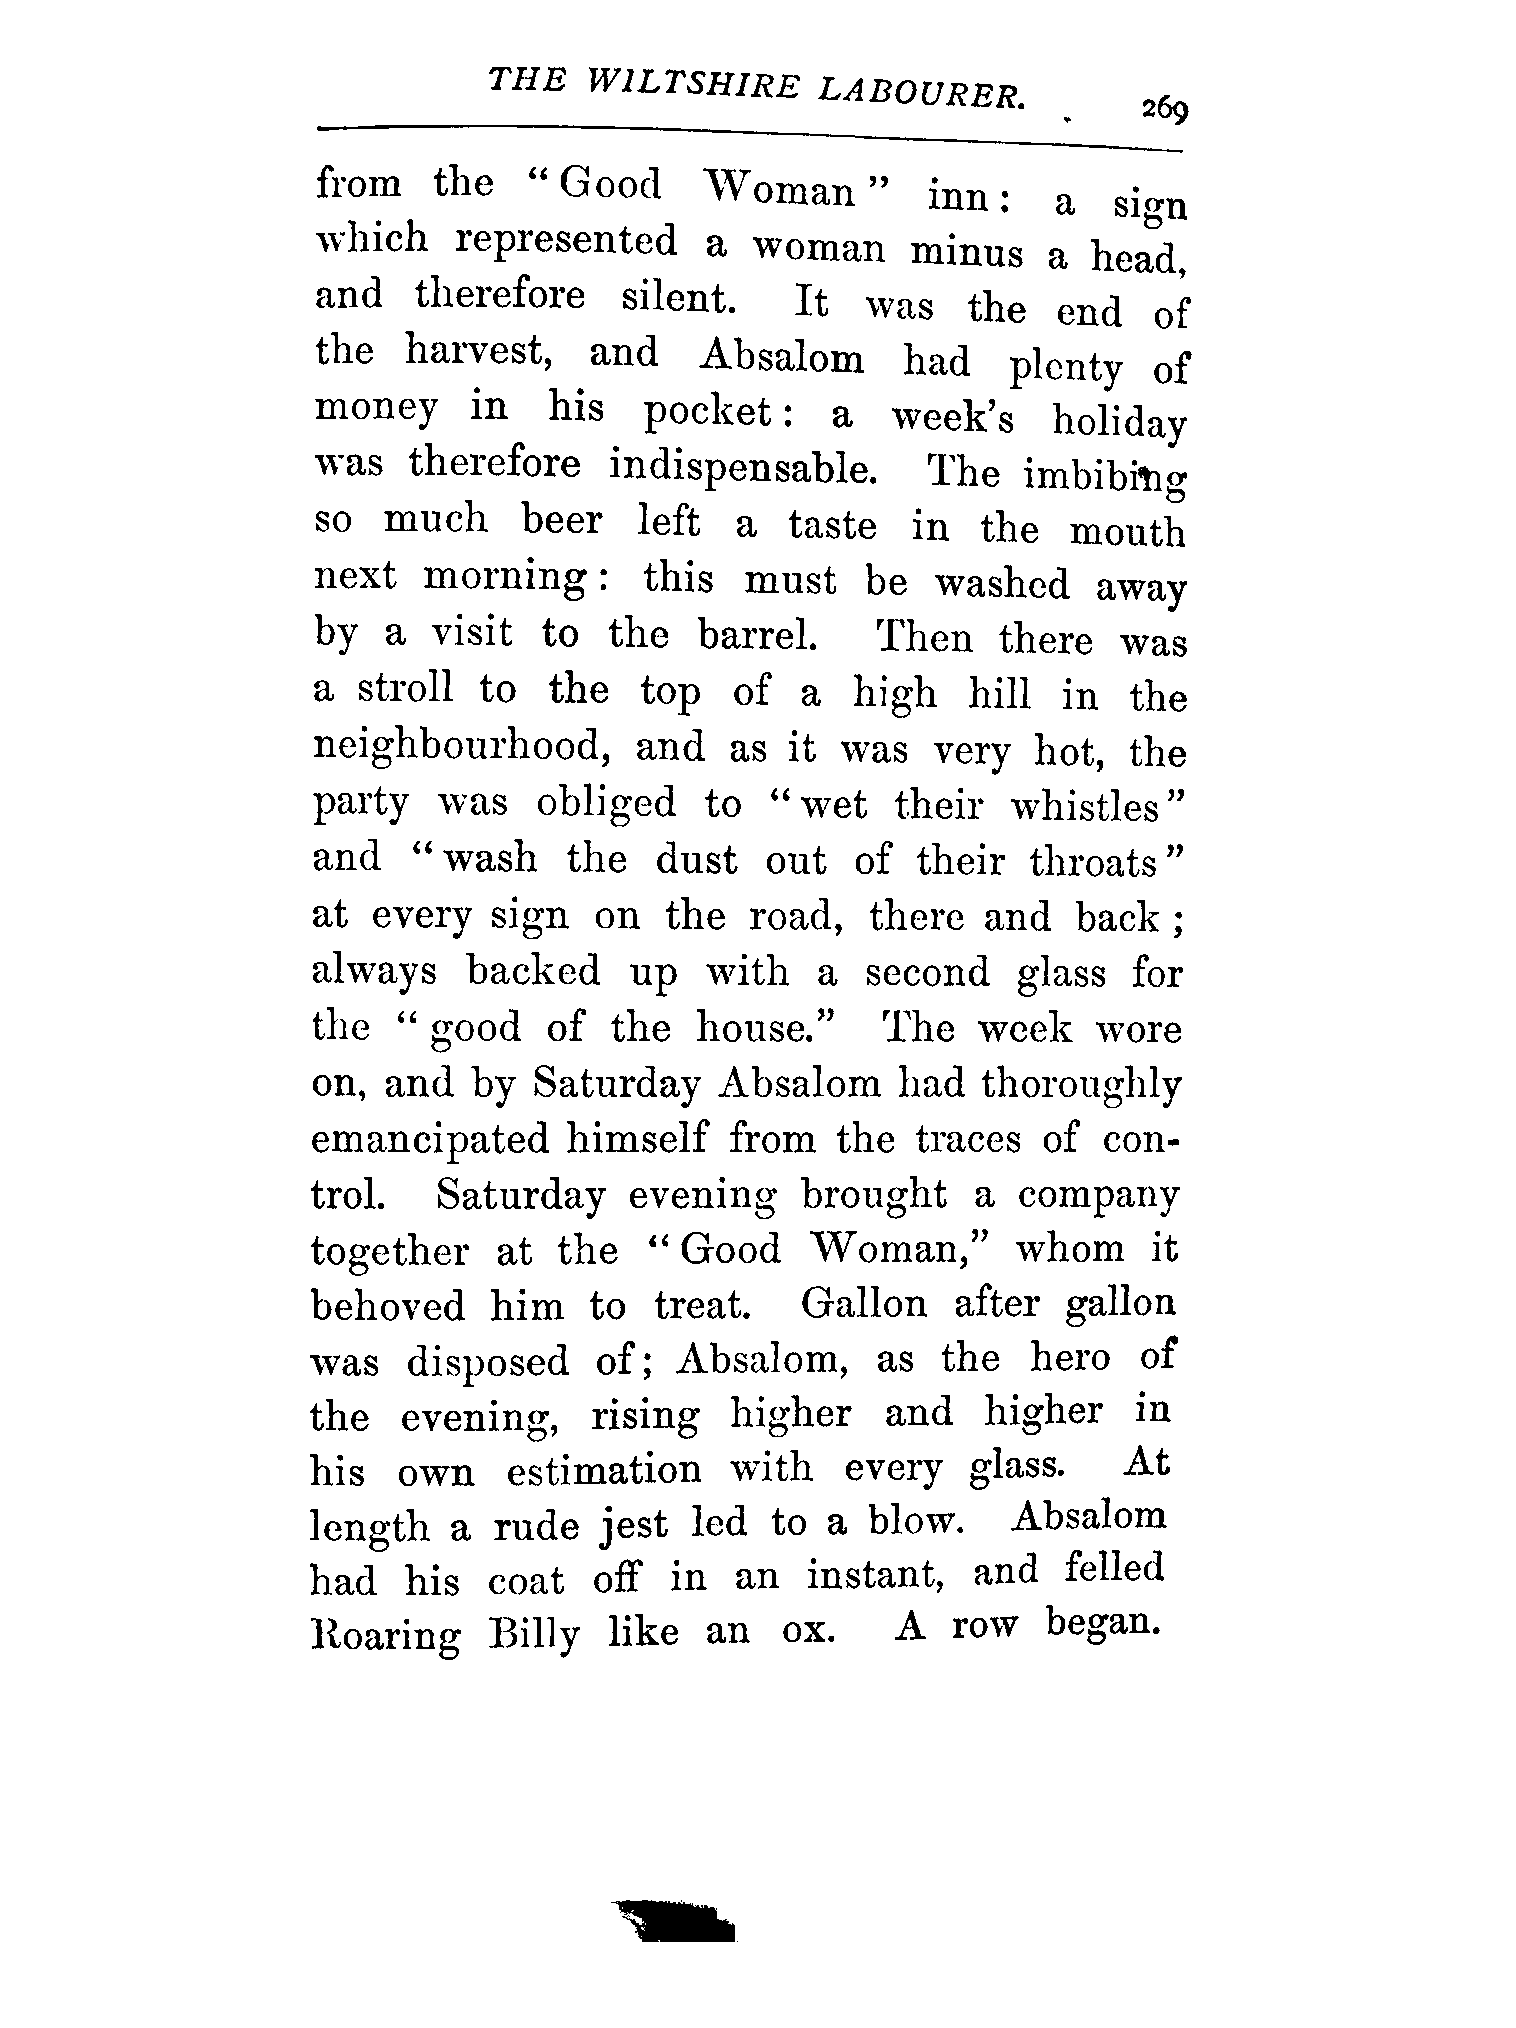 THE WILTSHIRE LABOURER. 269
from the "Good Woman" inn: a sign
which represented a woman minus a head,
and therefore silent. It was the end of
the harvest, and Absalom had plenty of
money in his pocket: a week's holiday
was therefore indispensable. The imbibing
so much beer left a taste in the mouth
next morning: this must be washed away
by a visit to the barrel. Then there was
a stroll to the top of a high hill in the
neighbourhood, and as it was very hot, the
party was obliged to "wet their whistles"
and "wash the dust out of their throats"
at every sign on the road, there and back;
always backed up with a second glass for
the "good of the house." The week wore
on, and by Saturday Absalom had thoroughly
emancipated himself from the traces of con-
trol. Saturday evening brought a company
together at the "Good Woman," whom it
behoved him to treat. Gallon after gallon
was disposed of; Absalom, as the hero of
the evening, rising higher and higher in
his own estimation with every glass. At
length a rude jest led to a blow. Absalom
had his coat off in an instant, and felled
Roaring Billy like an ox. A row began.